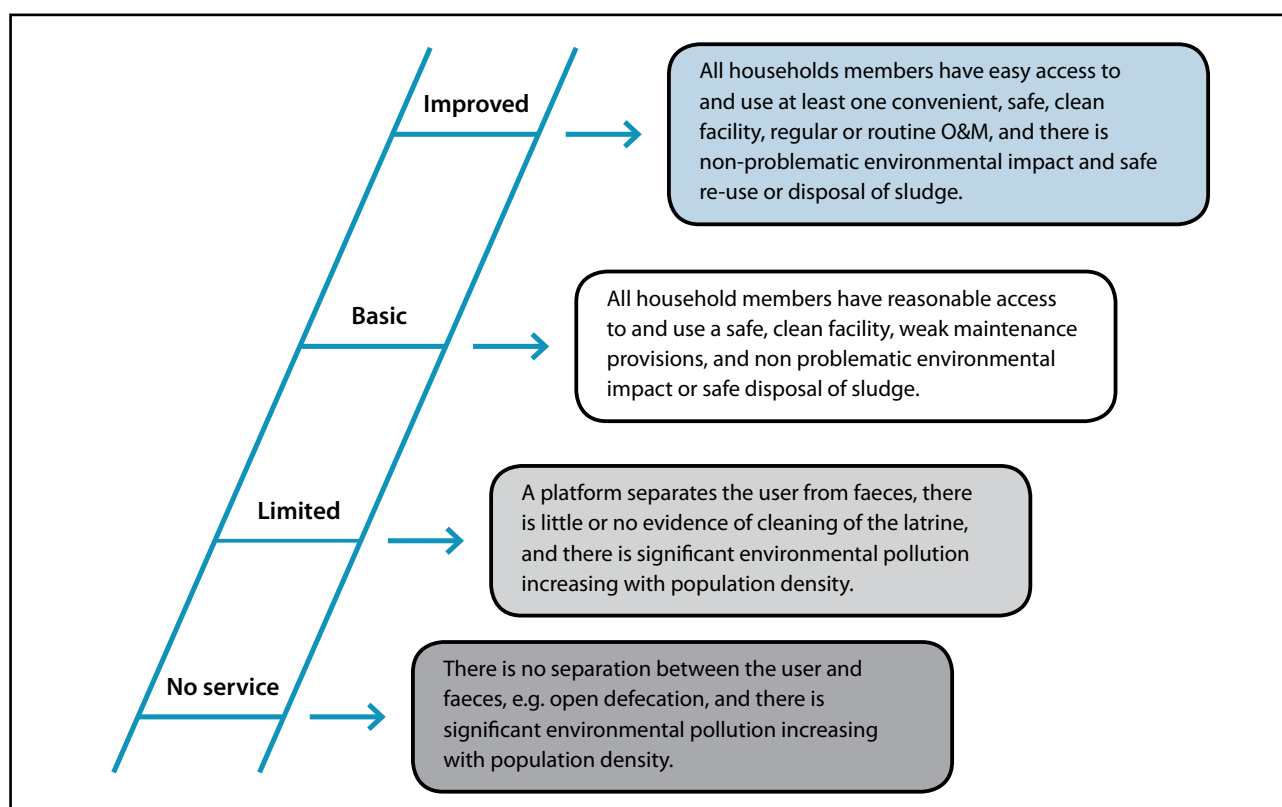 Improved
All households members have easy access to
and use at least one convenient, safe, clean
facility, regular or routine O&M, and there is
non-problematic environmental impact and safe
re-use or disposal of sludge.
Basic
All household members have reasonable access
to and use a safe, clean facility, weak maintenance
provisions, and non problematic environmental
impact or safe disposal of sludge.
Limited
A platform separates the user from faeces, there
is little or no evidence of cleaning of the latrine,
and there is significant environmental pollution
increasing with population density.
No service
There is no separation between the user and
faeces, e.g. open defecation, and there is
significant environmental pollution increasing
with population density.